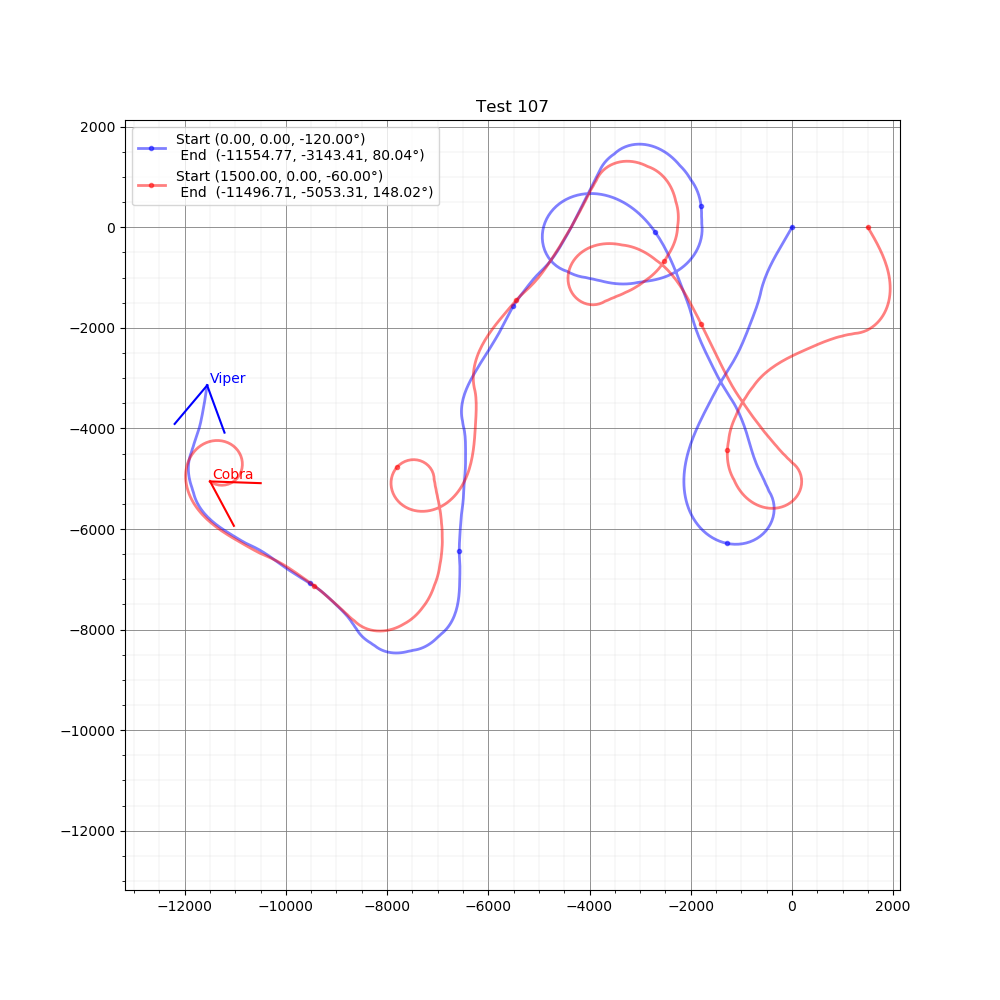 Test 107
Start (0.00, 0.00, -120.00°)
End (-11554.77, -3143.41, 80.04°)
Start (1500.00, 0.00, -60.00°)
End (-11496.71, -5053.31, 148.02°)
2000
0
−2000
Viper
−4000
Cobra
−6000
−8000
−10000
−12000
−12000 −10000 −8000 −6000 −4000 −2000 0 2000